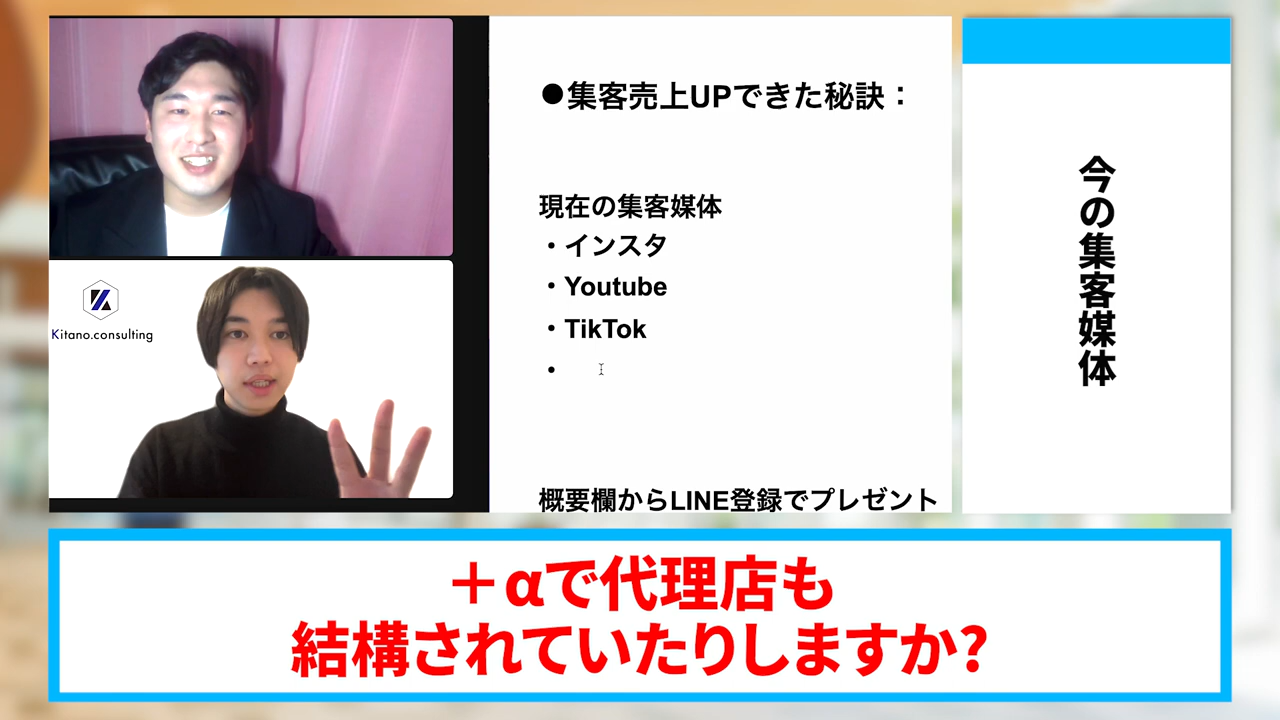 ●集客売上UPできた秘訣：
現在の集客媒体
・インスタ
・Youtube
・TikTok
・
概要欄からLINE登録でプレゼント
Kitano.consulting
今の集客媒体
＋αで代理店も
結構されていたりしますか?